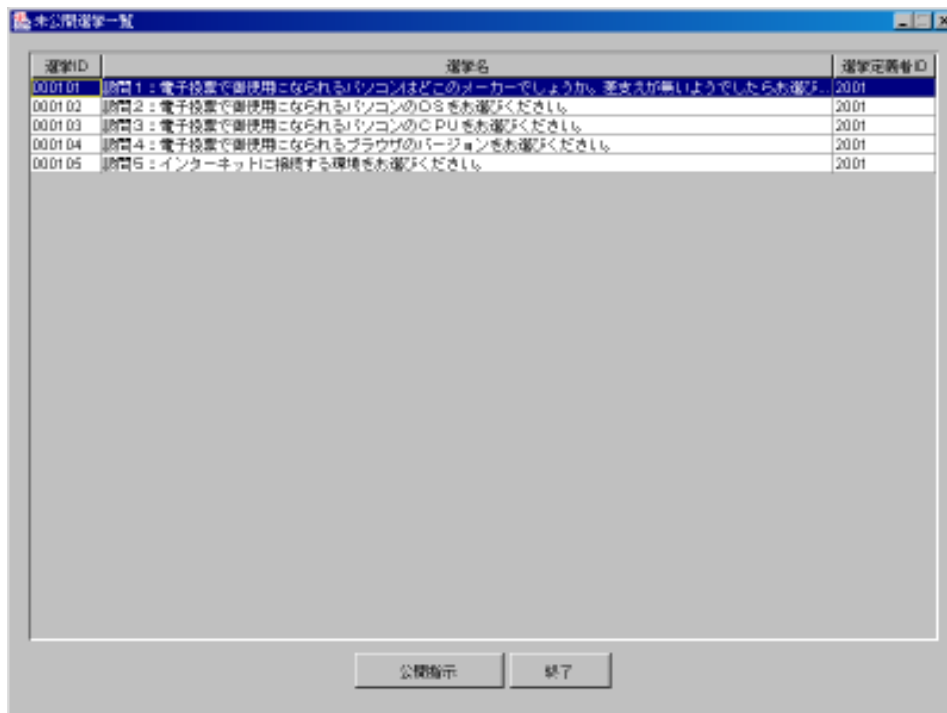 未公開選挙一覧
選挙ID 選挙名 選挙定義者ID
000101 設問1:電子投票で御使用になられるパソコンはどこのメーカーでしょうか。差支えが無いようでしたらお選び... 2001
000102 設問2:電子投票で御使用になられるパソコンのOSをお選びください。 2001
000103 設問3:電子投票で御使用になられるパソコンのCPUをお選びください。 2001
000104 設問4:電子投票で御使用になられるブラウザのバージョンをお選びください。 2001
000105 設問5:インターネットに接続する環境をお選びください。 2001
公開指示 終了